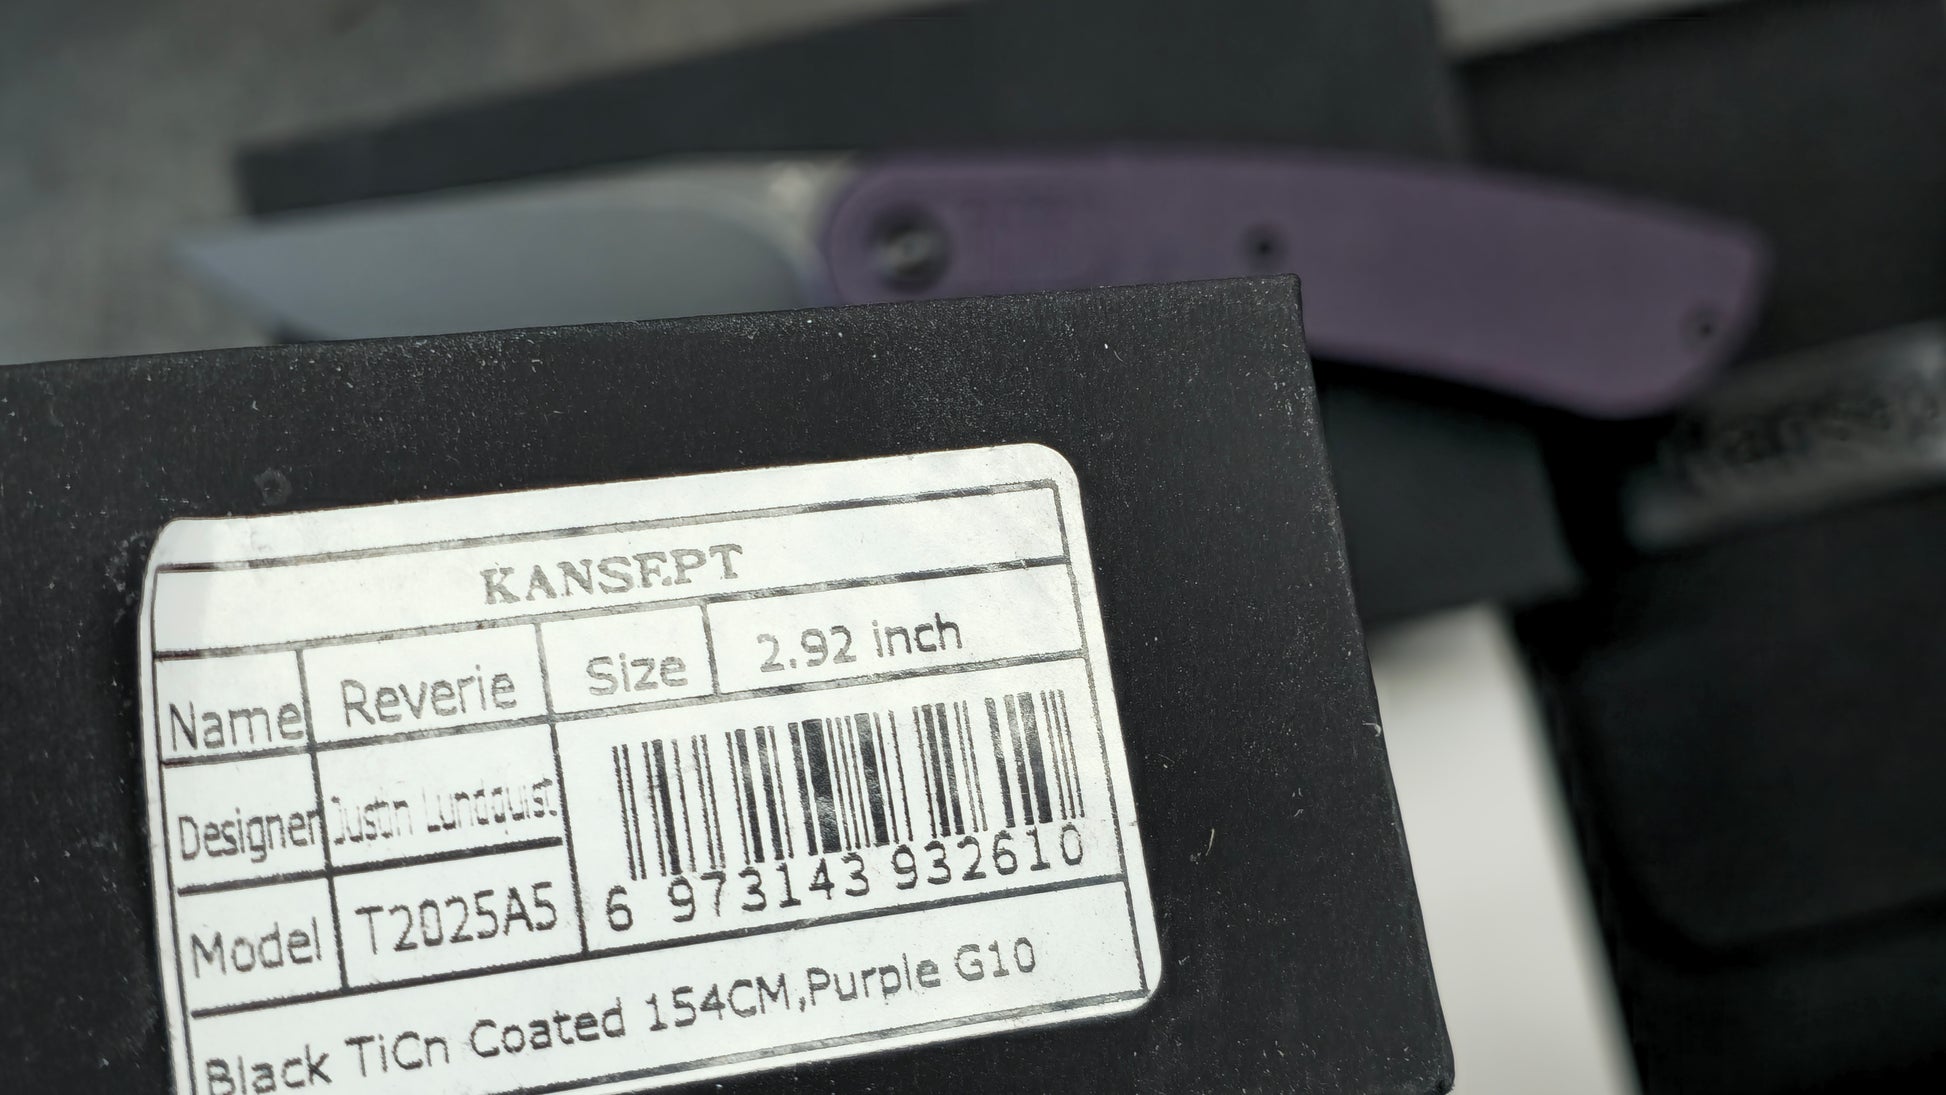 KANSEPT
Name Reverie Size 2.92 inch
Designer Justin Lundquist
Model T2025A5
6 973143 932610
Black TiCn Coated 154CM,Purple G10